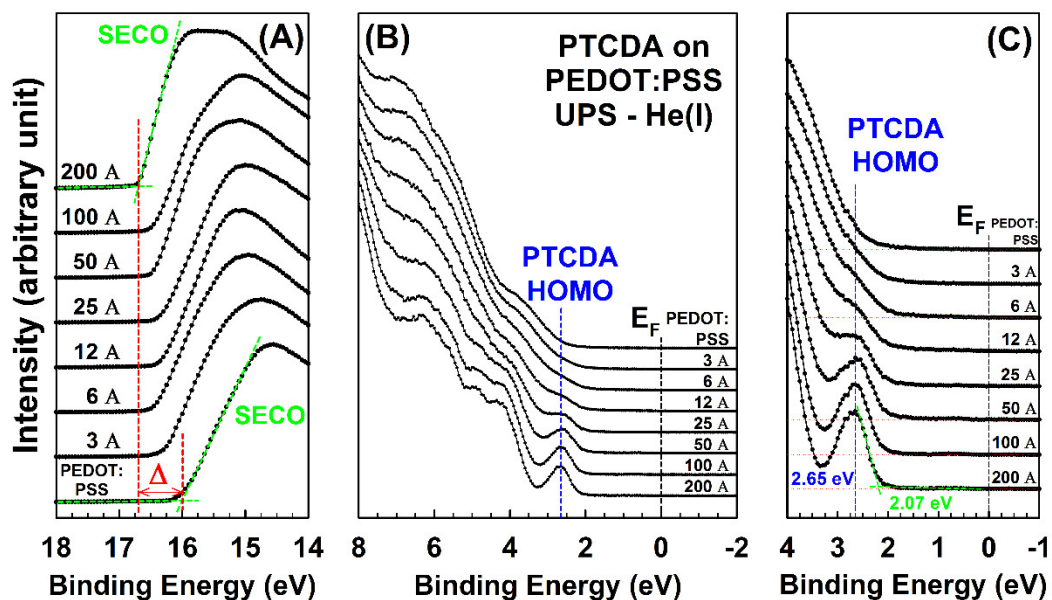 Intensity (arbitrary unit)
(A)
SECO
200 A
100 A
50 A
25 A
12 A
6 A
3 A
PEDOT:
PSS
Δ
SECO
18 17 16 15 14
Binding Energy (eV)
(B)
PTCDA on
PEDOT:PSS
UPS - He(I)
PTCDA
HOMO
EF PEDOT:
PSS
3 A
6 A
12 A
25 A
50 A
100 A
200 A
8 6 4 2 0 -2
Binding Energy (eV)
(C)
PTCDA
HOMO
EF PEDOT:
PSS
3 A
6 A
12 A
25 A
50 A
100 A
200 A
2.65 eV
2.07 eV
4 3 2 1 0 -1
Binding Energy (eV)